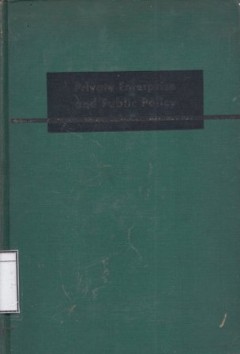 Private Enterprise
and Public Policy